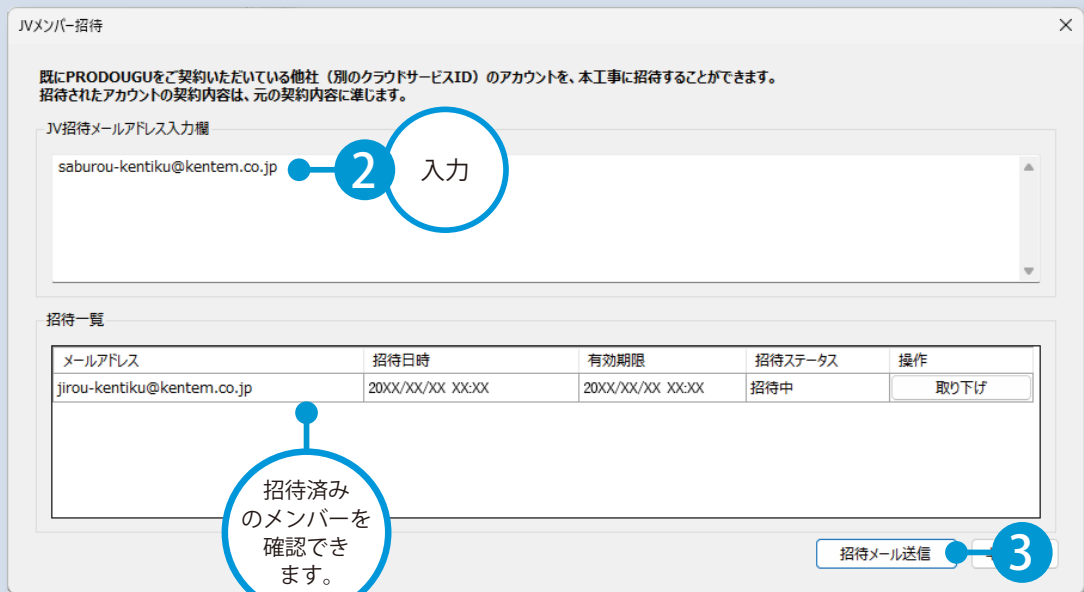 JVメンバー招待
既にPRODOUGUをご契約いただいている他社（別のクラウドサービスID）のアカウントを、本工事に招待することができます。
招待されたアカウントの契約内容は、元の契約内容に準じます。
JV招待メールアドレス入力欄
saburou-kentiku@kentem.co.jp
2
入力
招待一覧
メールアドレス 招待日時 有効期限 招待ステータス 操作
jirou-kentiku@kentem.co.jp 20XX/XX/XX XX:XX 20XX/XX/XX XX:XX 招待中 取り下げ
招待済み
のメンバーを
確認でき
ます。
招待メール送信
3